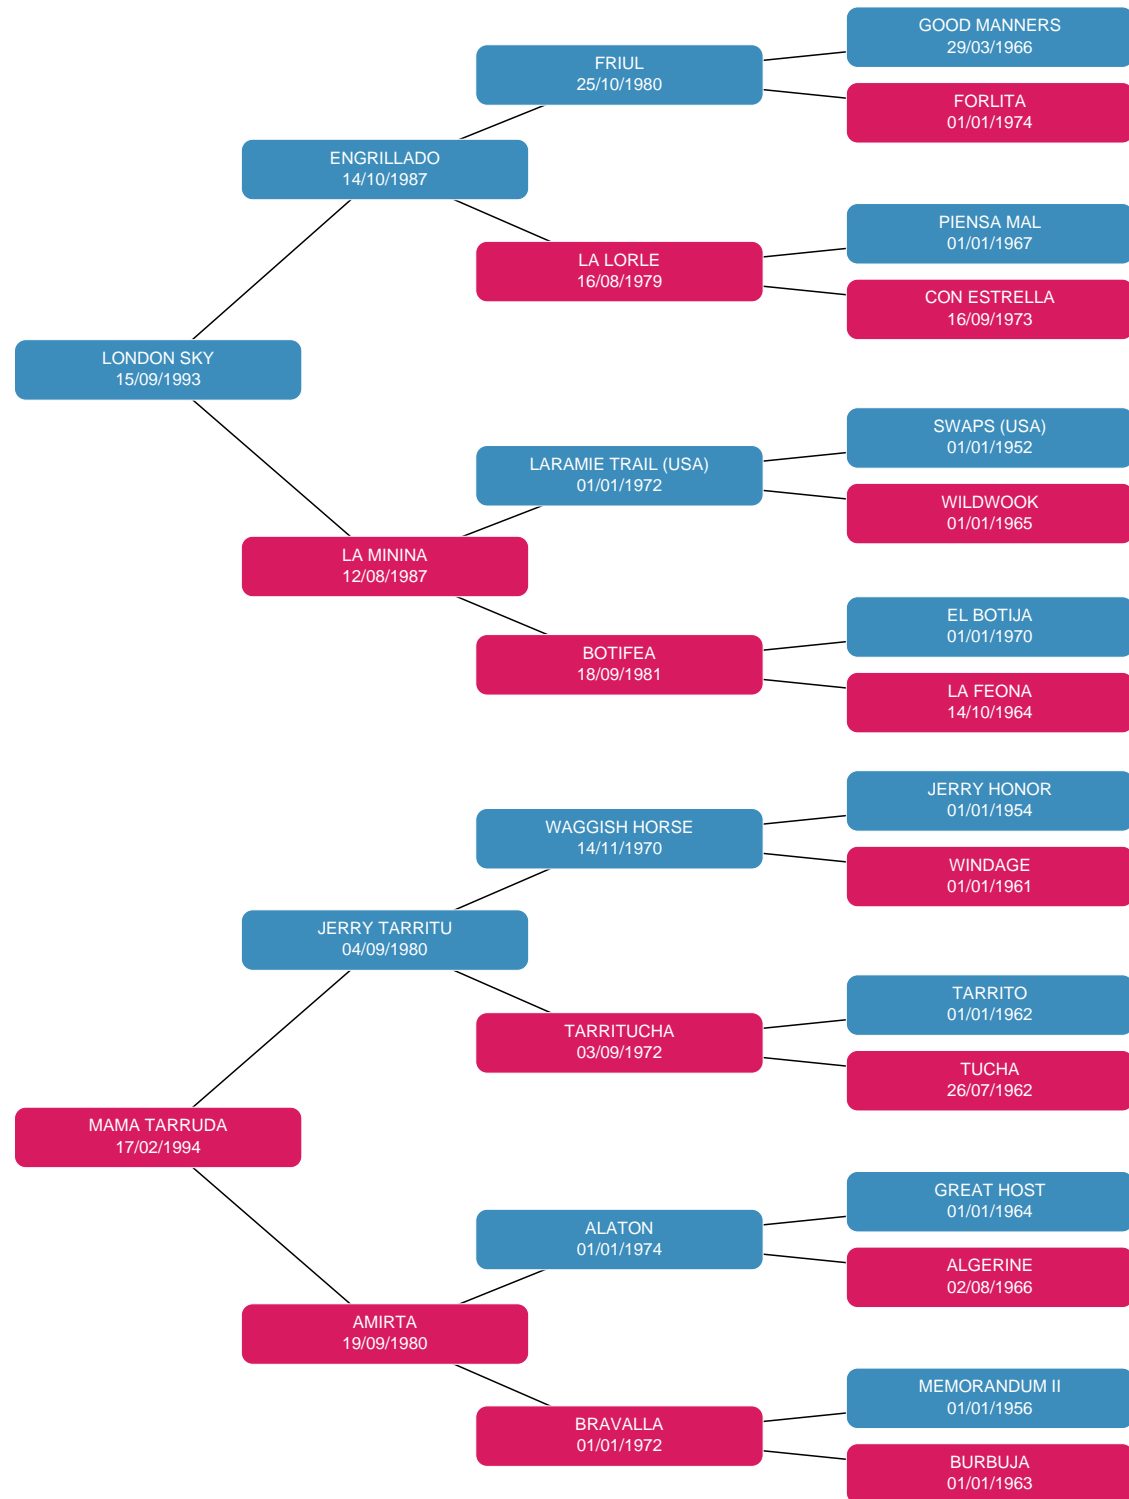 GOOD MANNERS
29/03/1966
FRIUL
25/10/1980
FORLITA
01/01/1974
ENGRILLADO
14/10/1987
PIENSA MAL
01/01/1967
LA LORLE
16/08/1979
CON ESTRELLA
16/09/1973
LONDON SKY
15/09/1993
SWAPS (USA)
01/01/1952
LARAMIE TRAIL (USA)
01/01/1972
WILDWOOK
01/01/1965
LA MININA
12/08/1987
EL BOTIJA
01/01/1970
BOTIFEA
18/09/1981
LA FEONA
14/10/1964
JERRY HONOR
01/01/1954
WAGGISH HORSE
14/11/1970
WINDAGE
01/01/1961
JERRY TARRITU
04/09/1980
TARRITO
01/01/1962
TARRITUCHA
03/09/1972
TUCHA
26/07/1962
MAMA TARRUDA
17/02/1994
GREAT HOST
01/01/1964
ALATON
01/01/1974
ALGERINE
02/08/1966
AMIRTA
19/09/1980
MEMORANDUM II
01/01/1956
BRAVALLA
01/01/1972
BURBUJA
01/01/1963